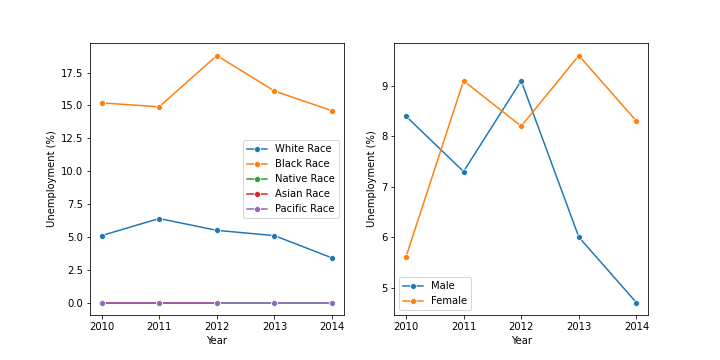 17.5
15.0
12.5
10.0
7.5
5.0
2.5
0.0
Unemployment (%)
White Race
Black Race
Native Race
Asian Race
Pacific Race
2010 2011 2012 2013 2014
Year
9
8
7
6
5
Unemployment (%)
Male
Female
2010 2011 2012 2013 2014
Year